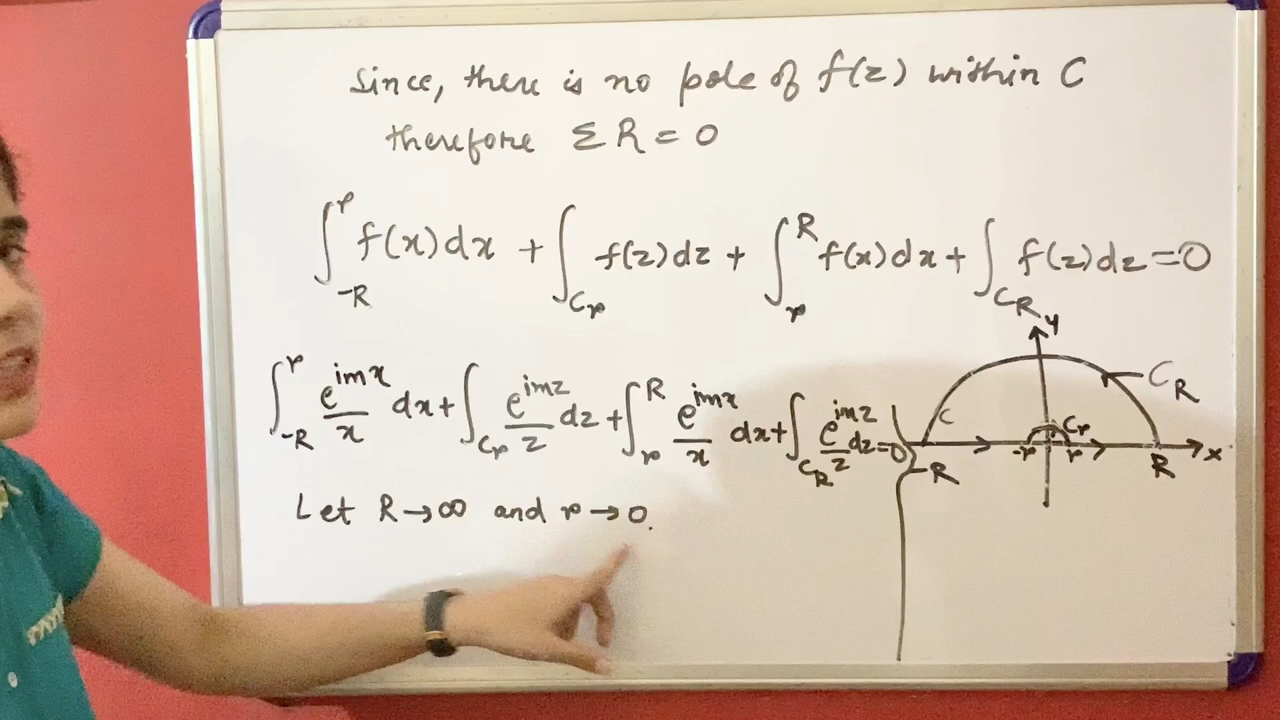 Since, there is no pole of f(z) within C
therefore Σ R = 0
∫_{-R}^{r} f(x)dx + ∫_{C_r} f(z)dz + ∫_{r}^{R} f(x)dx + ∫_{C_R} f(z)dz = 0
∫_{-R}^{r} e^{imx}/x dx + ∫_{C_r} e^{imz}/z dz + ∫_{r}^{R} e^{imx}/x dx + ∫_{C_R} e^{imz}/z dz = 0
Let R→∞ and r→0.
y
C_R
C
C_r
-R
-r
r
R
x